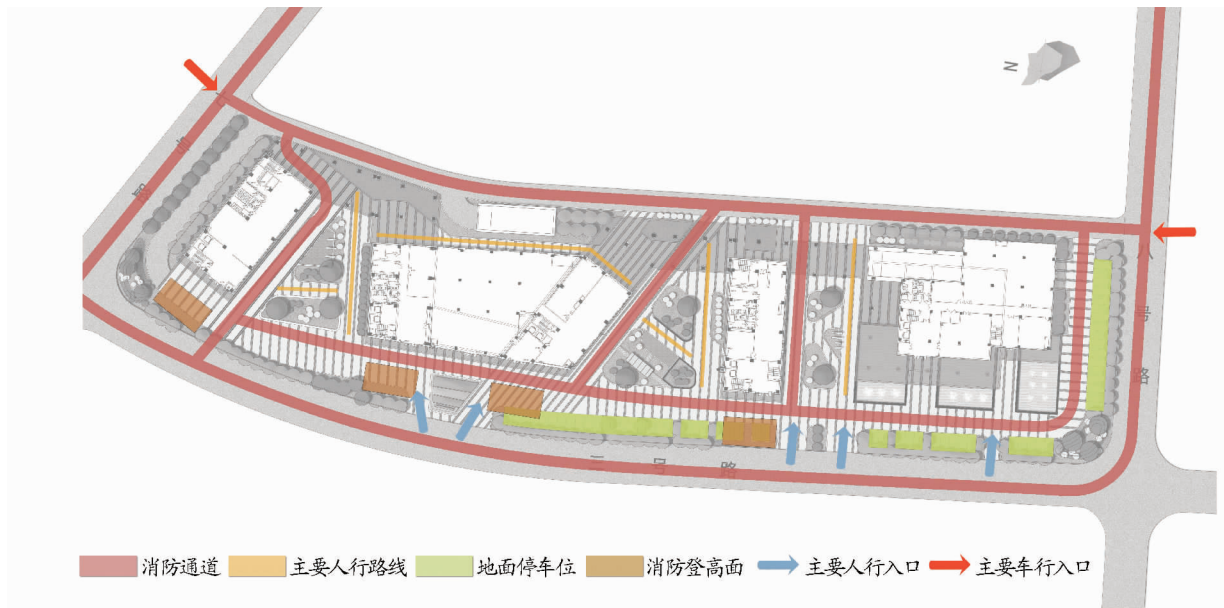 N
八号路
二号路
消防通道
主要人行路线
地面停车位
消防登高面
主要人行入口
主要车行入口